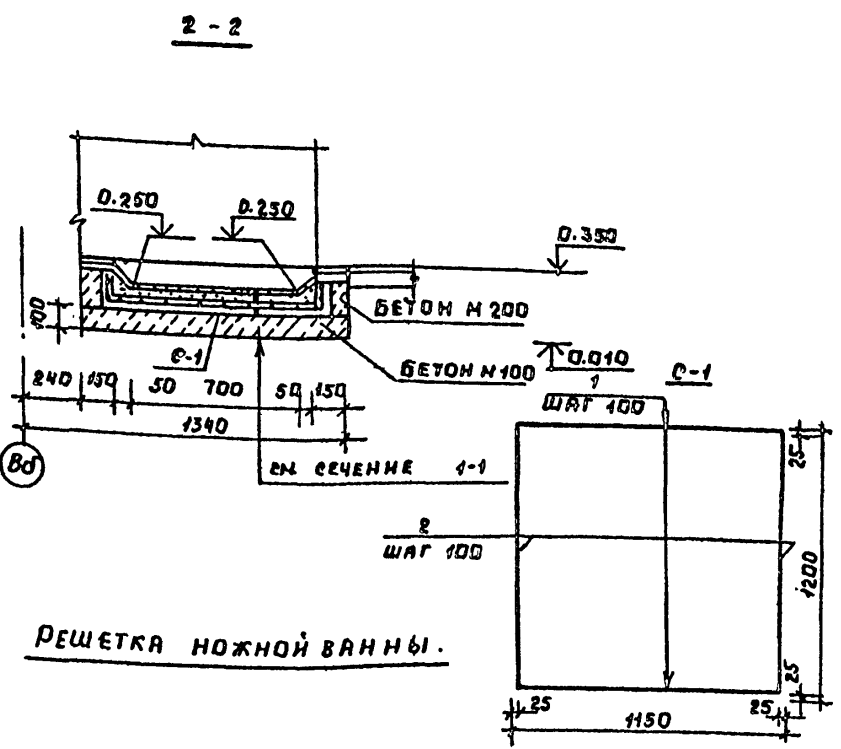 2 - 2
0.250
0.250
0.350
БЕТОН М 200
100
С-1
БЕТОН М 100
0.010
240
150
50
700
50
150
1340
Вб
СМ СЕЧЕНИЕ 1-1
С-1
1
ШАГ 100
25
2
ШАГ 100
1200
25
25
25
1150
РЕШЕТКА НОЖНОЙ ВАННЫ.